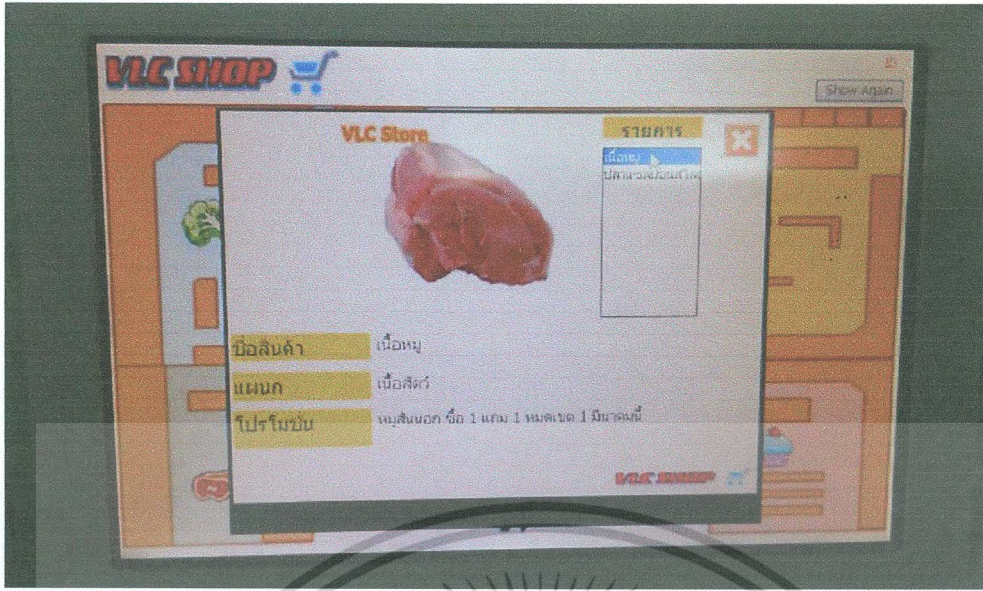 VLC SHOP
Show Again
VLC Store
รายการ
เนื้อหมู
ชื่อสินค้า
เนื้อหมู
แผนก
เนื้อสัตว์
โปรโมชั่น
หมูสันนอก ซื้อ 1 แถม 1 หมดเขต 1 มีนาคมนี้
VLC SHOP